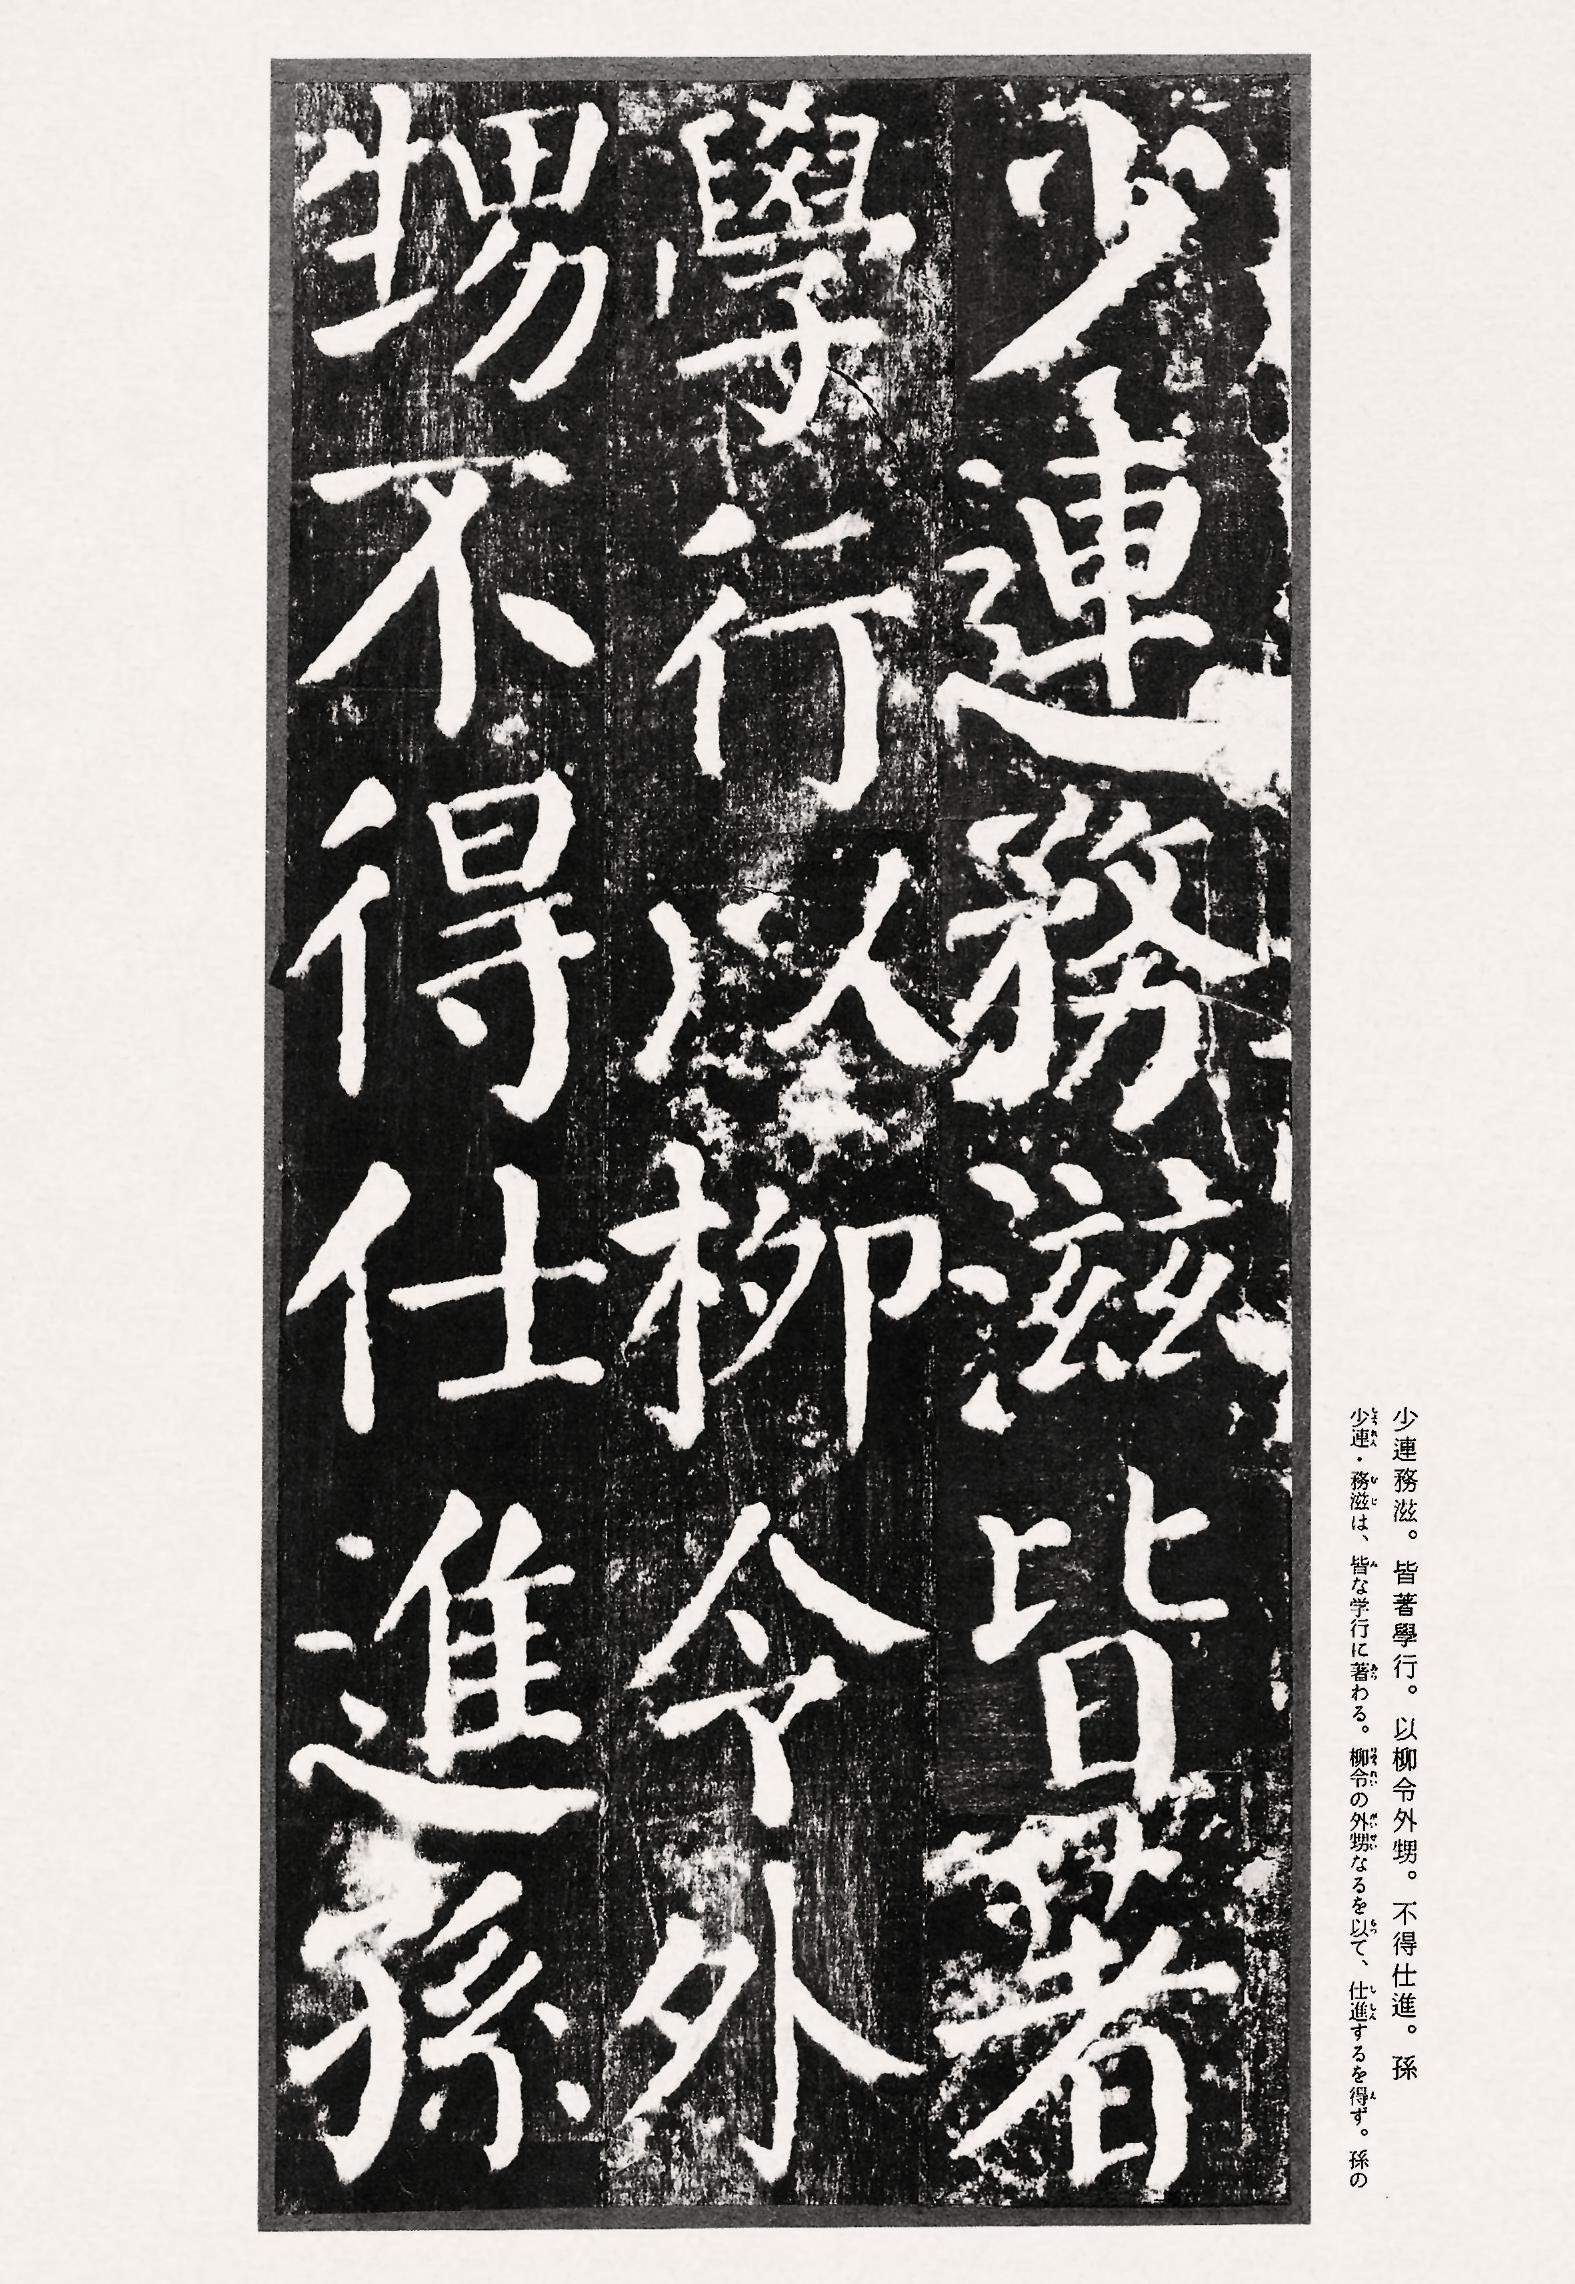 少連務滋。皆著學行。以柳令外甥。不得仕進。孫
少連・務滋は、皆な学行に著わる。柳令の外甥なるを以て、仕進するを得ず。孫の
少連務滋皆著
學行以柳令外
甥不得仕進孫